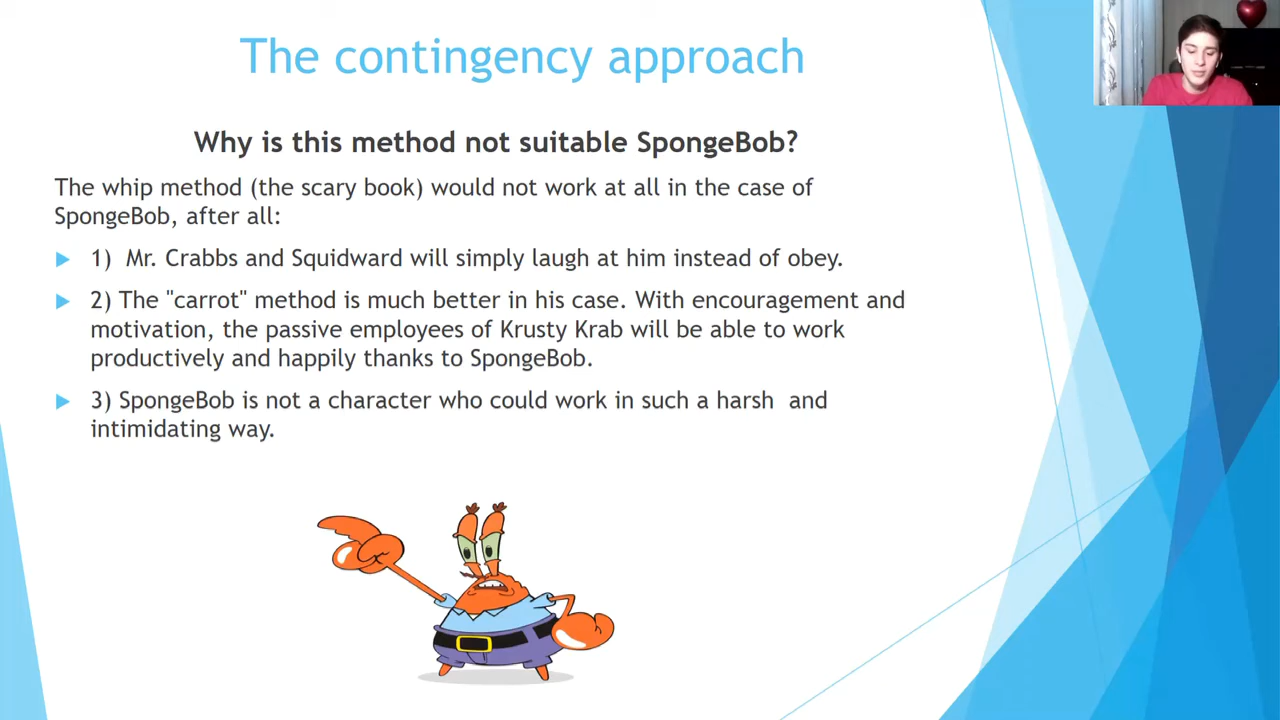 The contingency approach
Why is this method not suitable SpongeBob?
The whip method (the scary book) would not work at all in the case of
SpongeBob, after all:
1) Mr. Crabbs and Squidward will simply laugh at him instead of obey.
2) The "carrot" method is much better in his case. With encouragement and
motivation, the passive employees of Krusty Krab will be able to work
productively and happily thanks to SpongeBob.
3) SpongeBob is not a character who could work in such a harsh and
intimidating way.